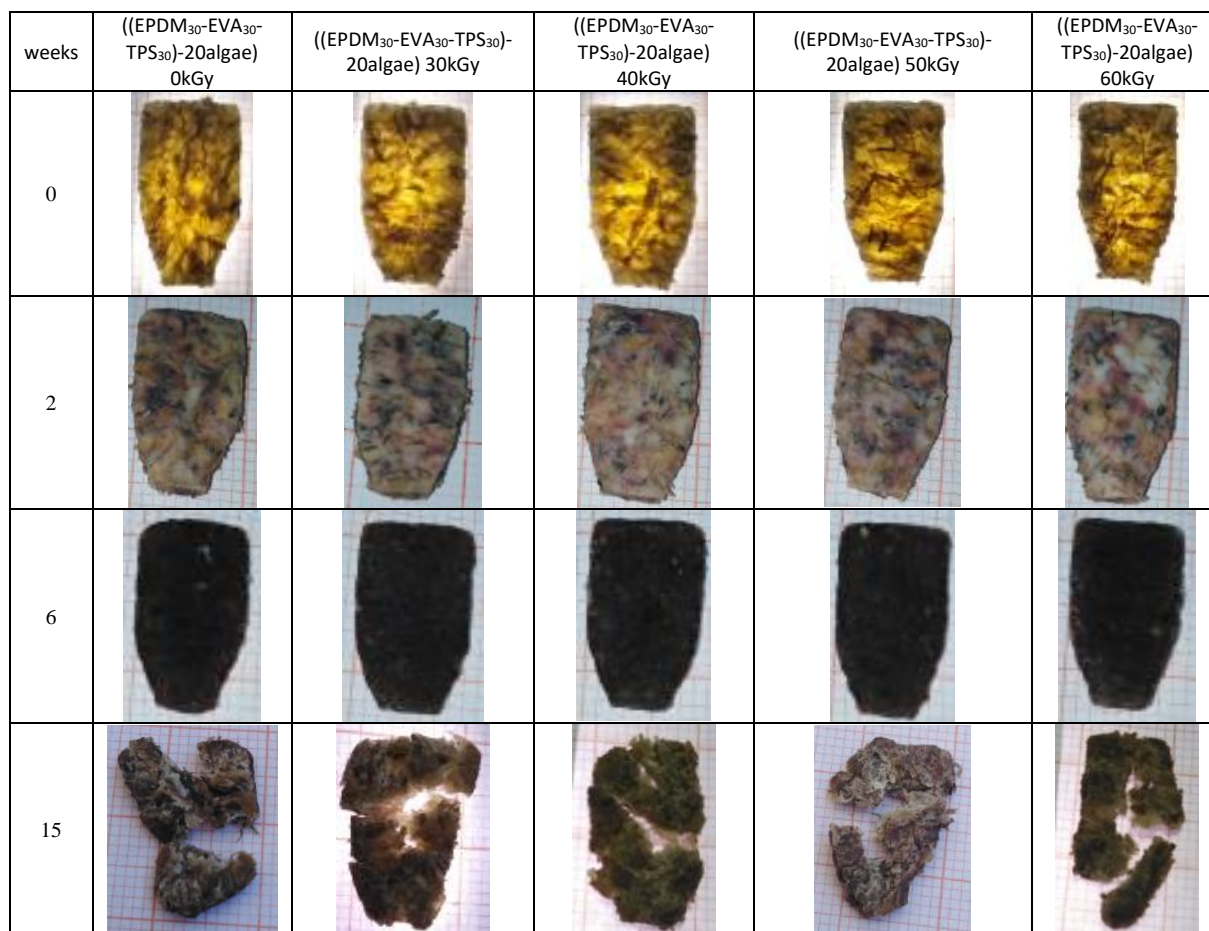 weeks
((EPDM₃₀-EVA₃₀-
TPS₃₀)-20algae)
0kGy
((EPDM₃₀-EVA₃₀-TPS₃₀)-
20algae) 30kGy
((EPDM₃₀-EVA₃₀-
TPS₃₀)-20algae)
40kGy
((EPDM₃₀-EVA₃₀-TPS₃₀)-
20algae) 50kGy
((EPDM₃₀-EVA₃₀-
TPS₃₀)-20algae)
60kGy
0
2
6
15